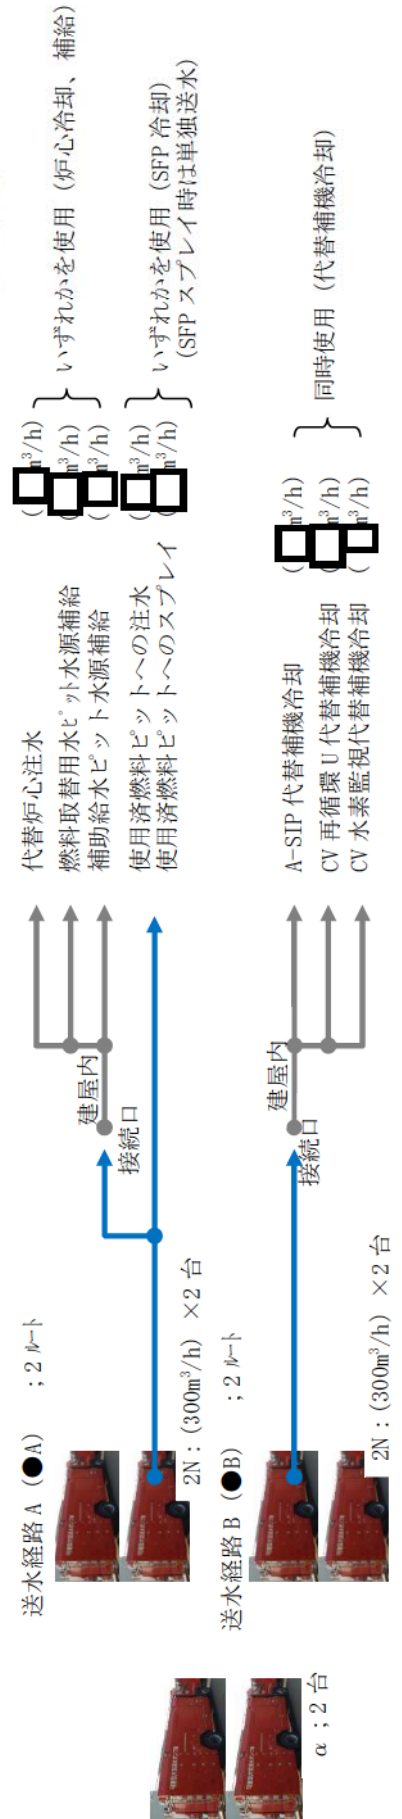 送水経路 A (●A) ;2 ﾙｰﾄ
代替炉心注水 ( m³/h)
燃料取替用水ﾋﾟｯﾄ水源補給 ( m³/h)
補助給水ピット水源補給 ( m³/h)
いずれかを使用 (炉心冷却、補給)
建屋内
接続口
使用済燃料ピットへの注水 ( m³/h)
使用済燃料ピットへのスプレイ ( m³/h)
いずれかを使用 (SFP 冷却)
(SFP スプレイ時は単独送水)
2N:(300m³/h) ×2 台
送水経路 B (●B) ;2 ﾙｰﾄ
建屋内
接続口
A-SIP 代替補機冷却 ( m³/h)
CV 再循環 U 代替補機冷却 ( m³/h)
CV 水素監視代替補機冷却 ( m³/h)
同時使用 (代替補機冷却)
2N:(300m³/h) ×2 台
α ;2 台